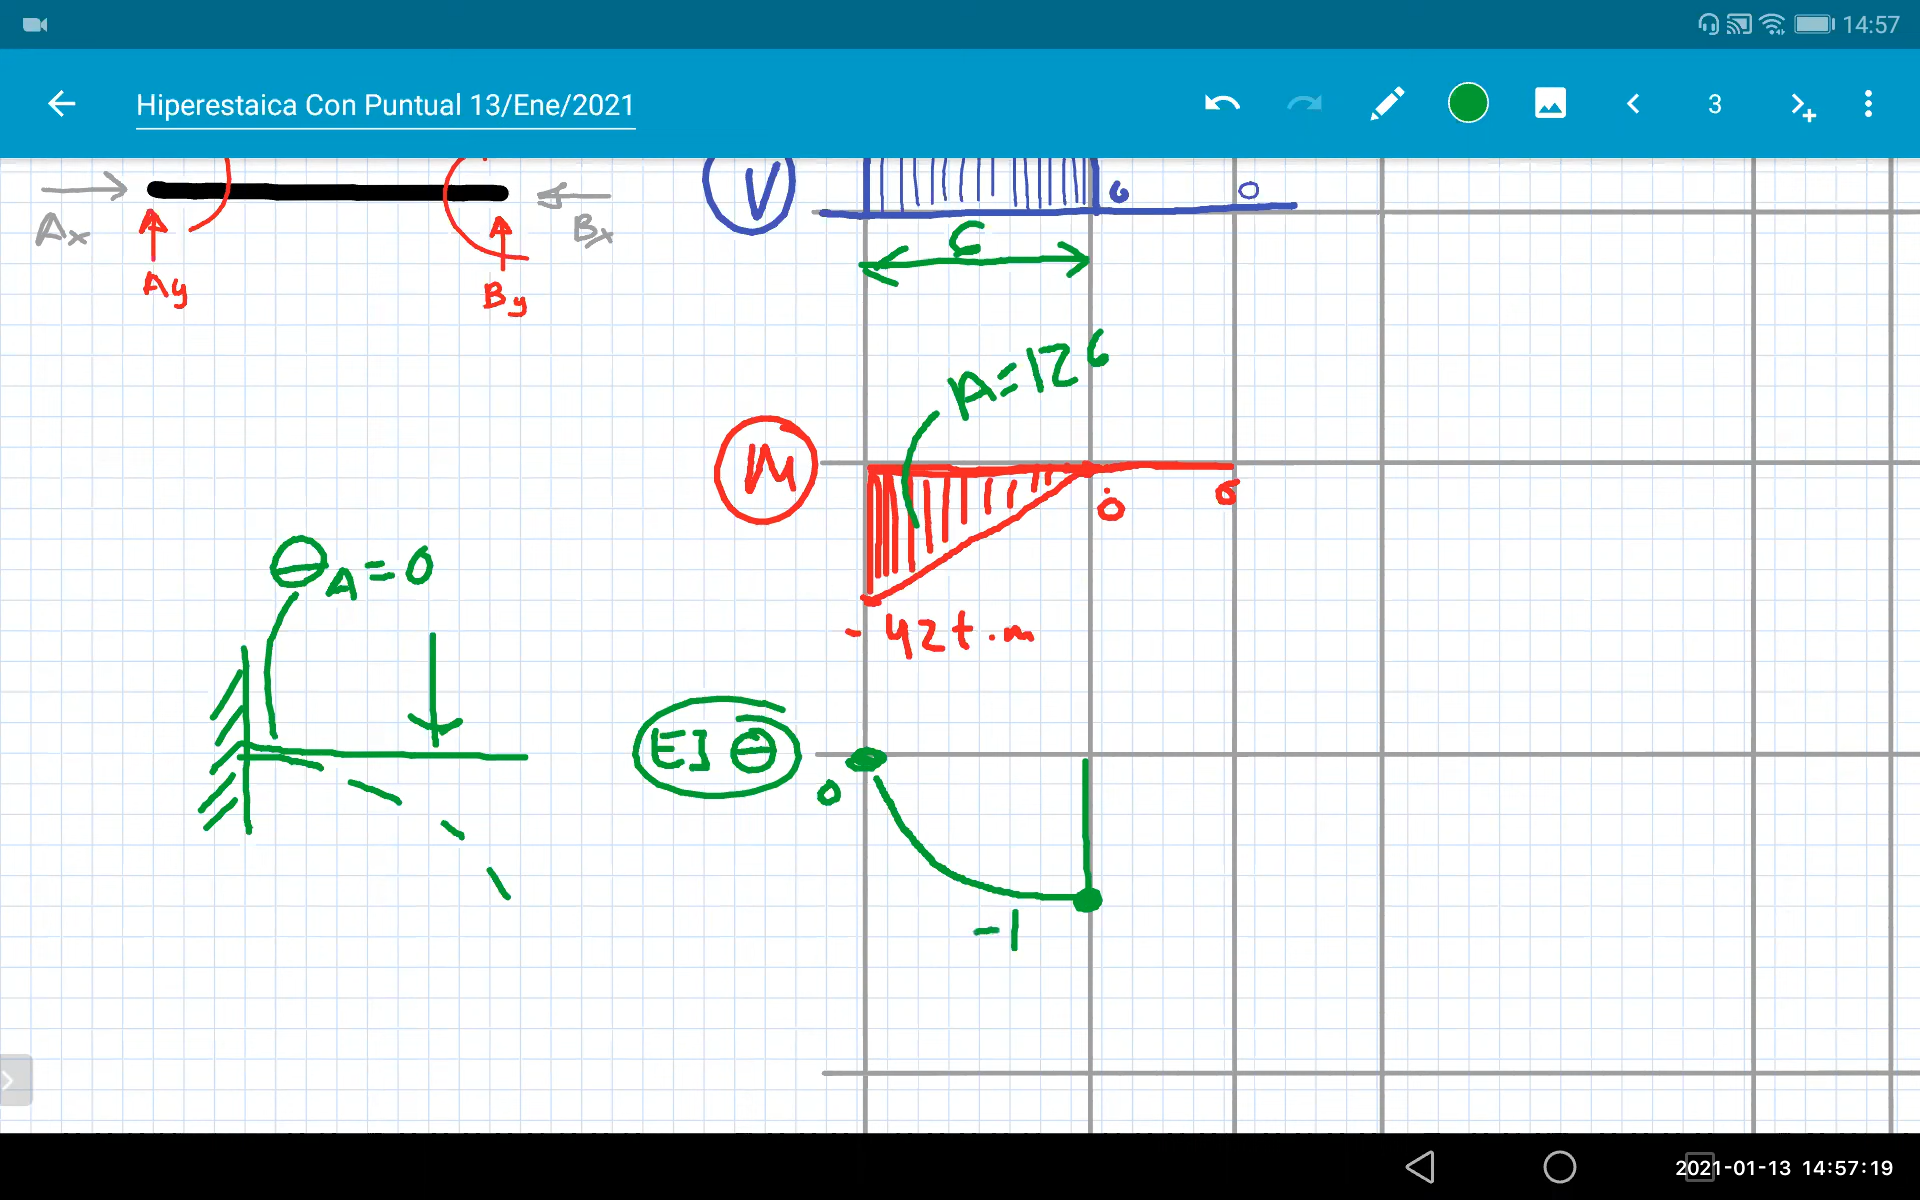 14:57
Hiperestaica Con Puntual 13/Ene/2021
3
V
0
0
Ax
Bx
Ay
By
6
A=126
M
0
0
-42t.m
θA=0
EIθ
0
-1
2021-01-13 14:57:19